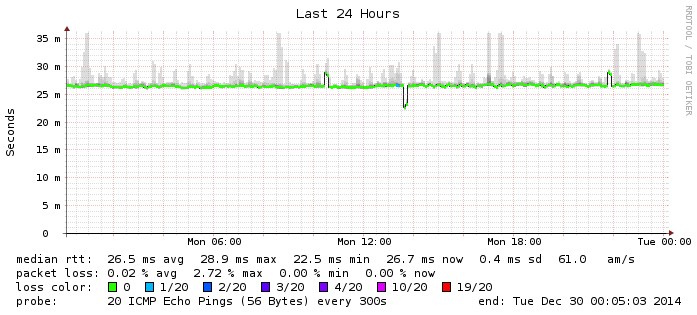 Last 24 Hours
RRDTOOL / TOBI OETIKER
Seconds
35 m
30 m
25 m
20 m
15 m
10 m
5 m
0
Mon 06:00 Mon 12:00 Mon 18:00 Tue 00:00
median rtt: 26.5 ms avg 28.9 ms max 22.5 ms min 26.7 ms now 0.4 ms sd 61.0 am/s
packet loss: 0.02 % avg 2.72 % max 0.00 % min 0.00 % now
loss color: 0 1/20 2/20 3/20 4/20 10/20 19/20
probe: 20 ICMP Echo Pings (56 Bytes) every 300s end: Tue Dec 30 00:05:03 2014